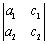 |a₁ c₁|
|a₂ c₂|